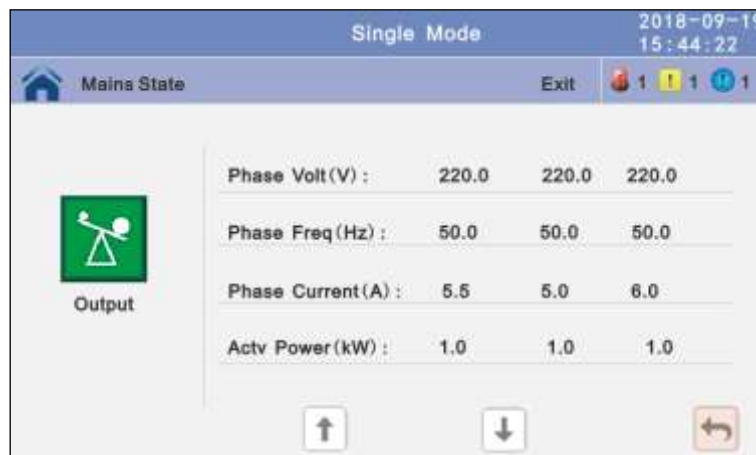 Single Mode
2018-09-19
15:44:22
Mains State
Exit
1
! 1
! 1
Phase Volt(V) : 220.0 220.0 220.0
Phase Freq(Hz) : 50.0 50.0 50.0
Output
Phase Current(A) : 5.5 5.0 6.0
Actv Power(kW) : 1.0 1.0 1.0